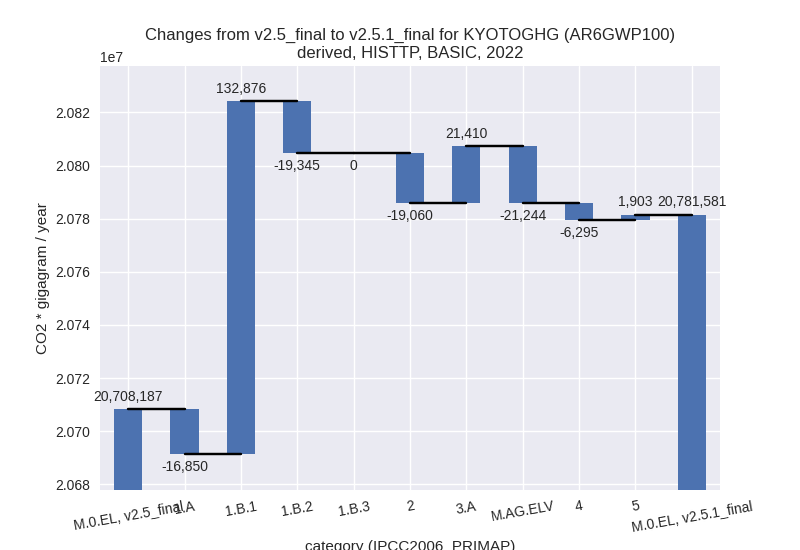 Changes from v2.5_final to v2.5.1_final for KYOTOGHG (AR6GWP100)
derived, HISTTP, BASIC, 2022
1e7
CO2 * gigagram / year
2.082
2.080
2.078
2.076
2.074
2.072
2.070
2.068
20,708,187
-16,850
132,876
-19,345
0
-19,060
21,410
-21,244
-6,295
1,903
20,781,581
M.0.EL, v2.5_final
1.A
1.B.1
1.B.2
1.B.3
2
3.A
M.AG.ELV
4
5
M.0.EL, v2.5.1_final
category (IPCC2006_PRIMAP)